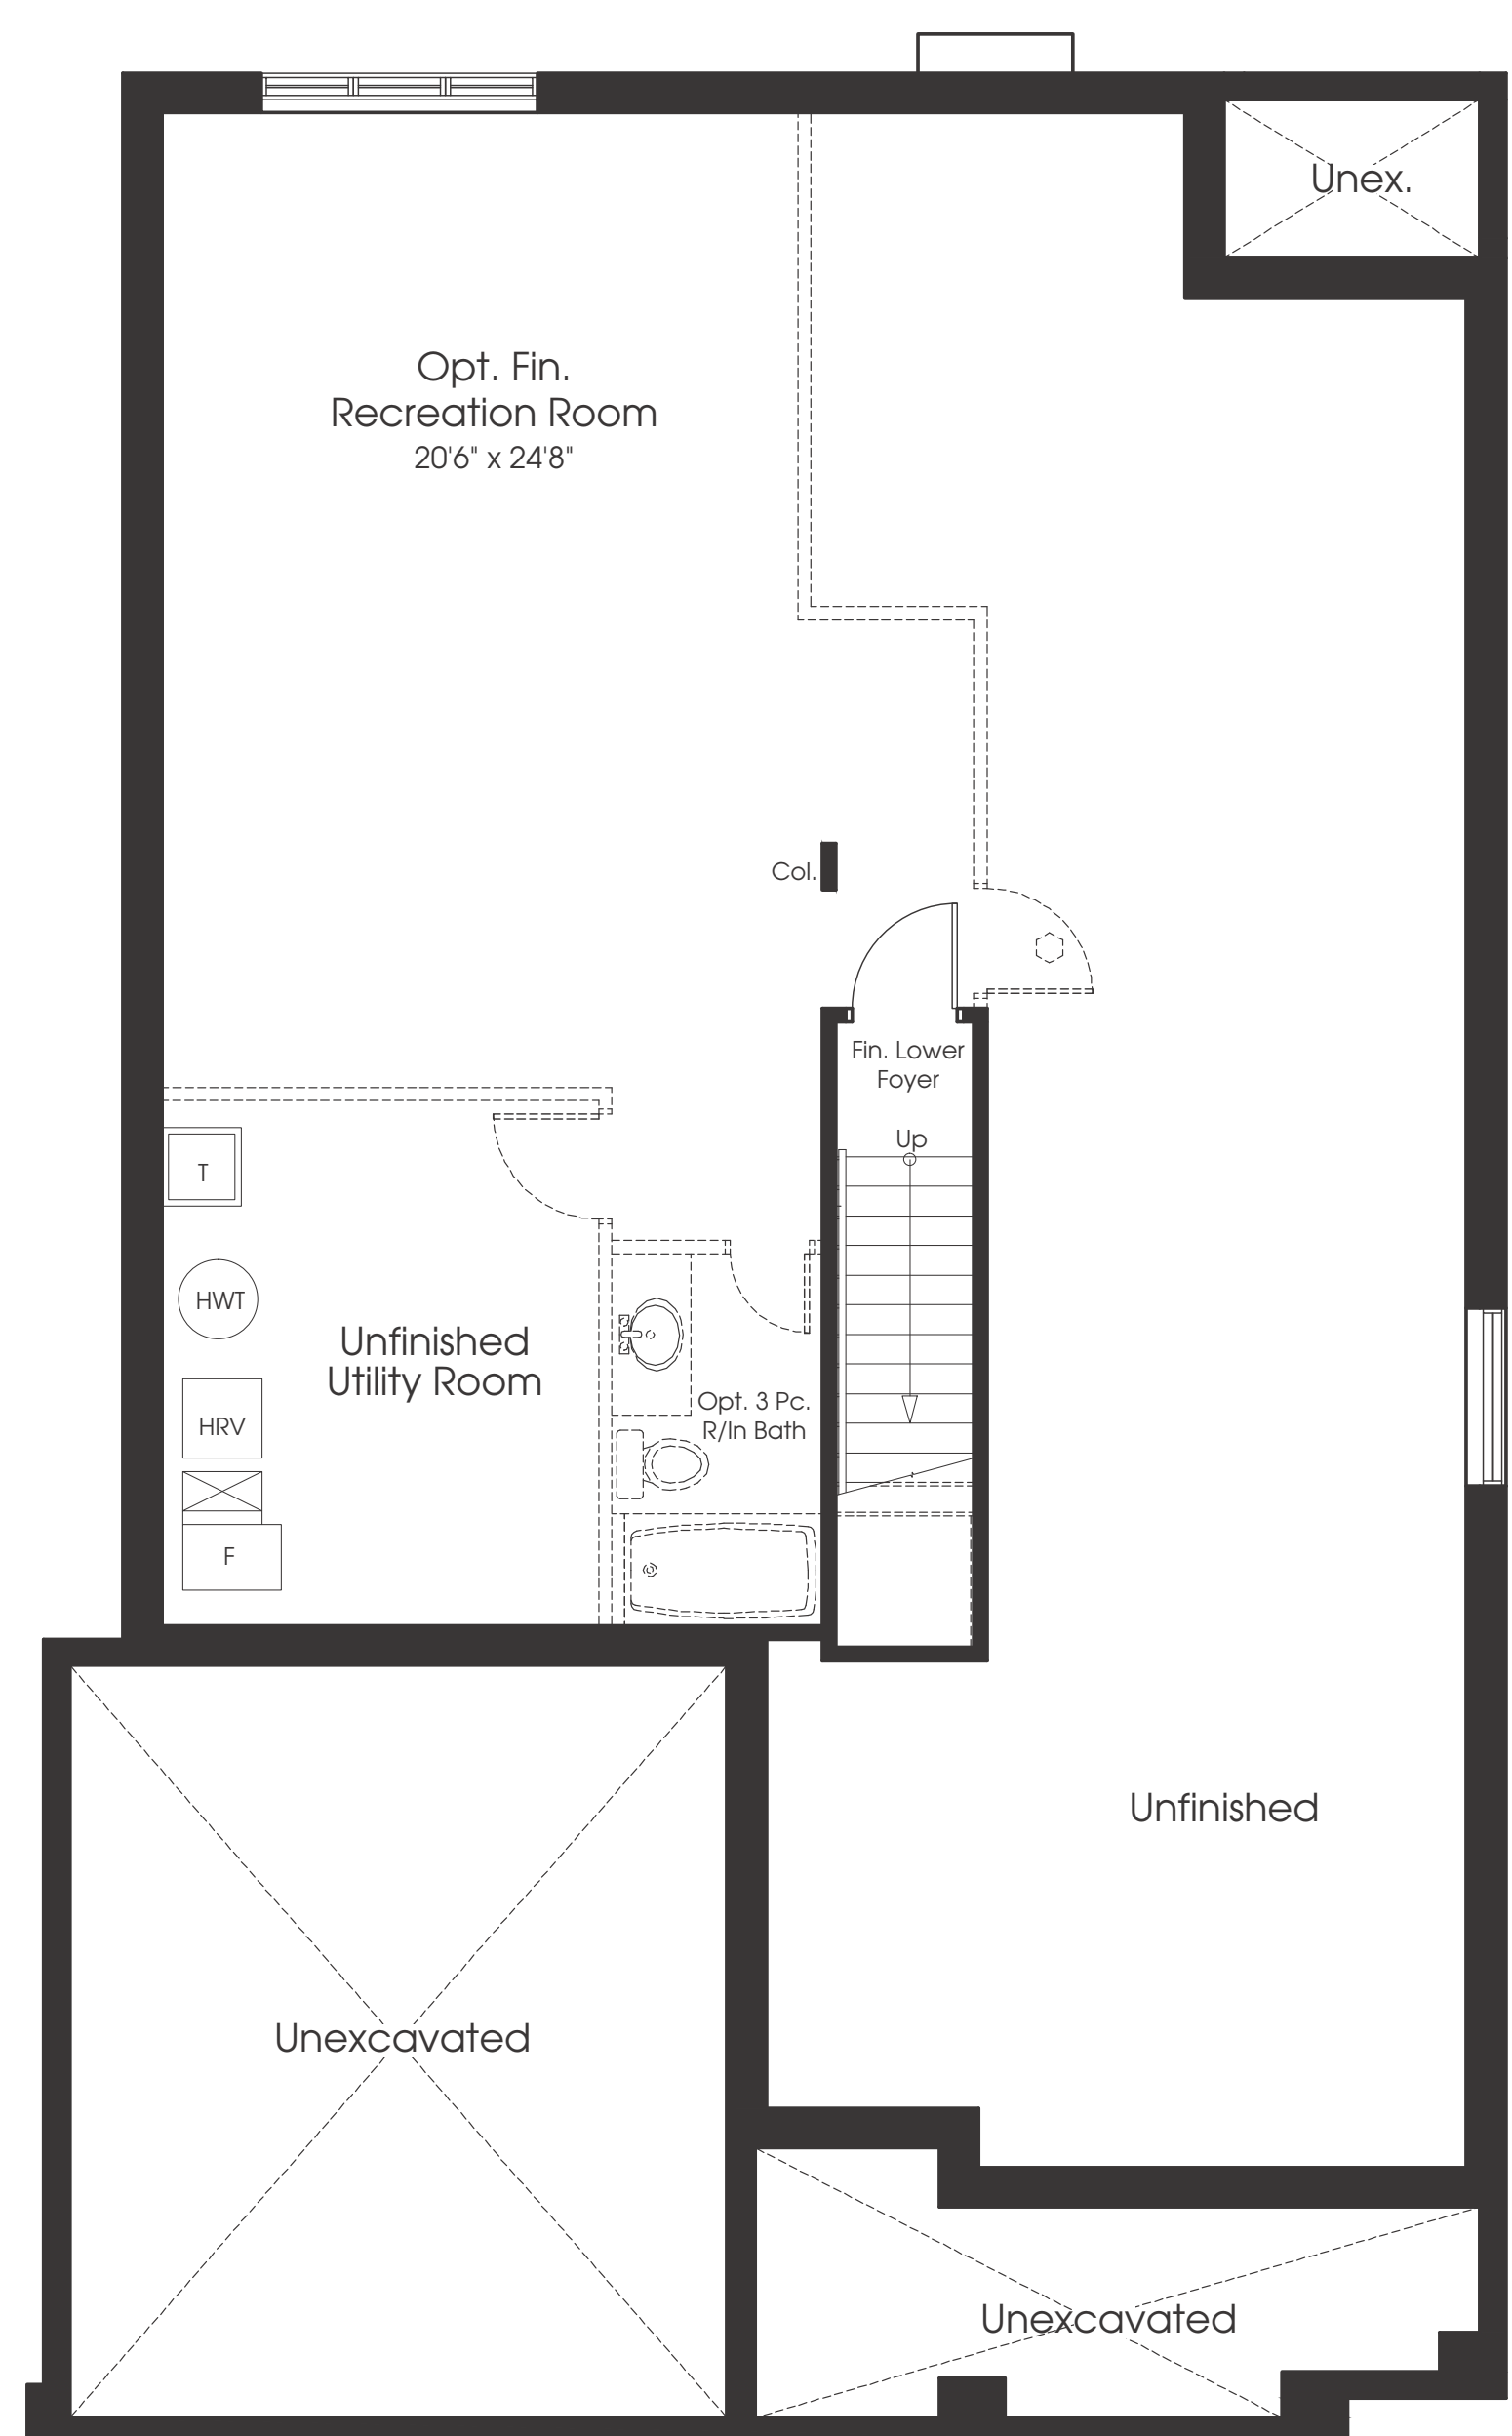 Unex.
Opt. Fin.
Recreation Room
20'6" x 24'8"
Col.
Fin. Lower
Foyer
Up
T
HWT
Unfinished
Utility Room
Opt. 3 Pc.
R/In Bath
HRV
F
Unfinished
Unexcavated
Unexcavated